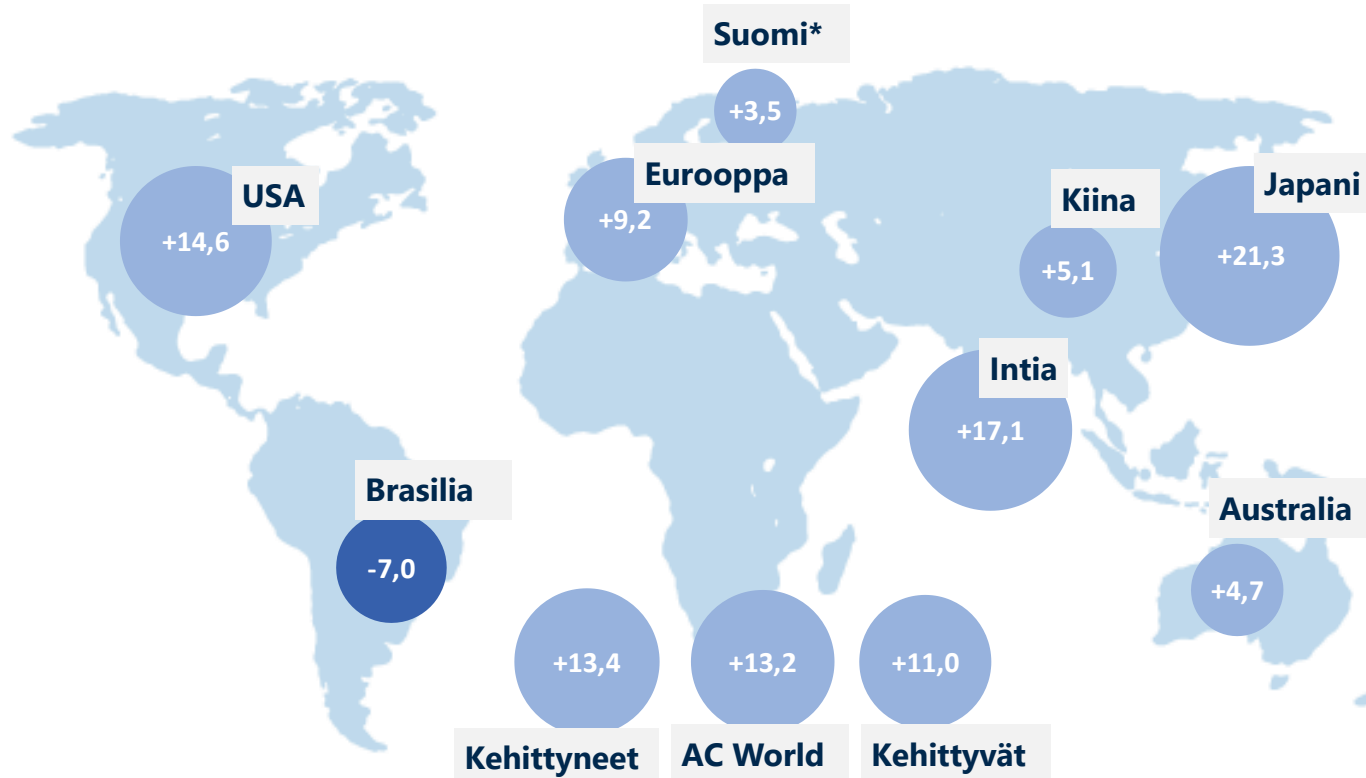 Suomi*
+3,5
Eurooppa
+9,2
USA
+14,6
Kiina
+5,1
Japani
+21,3
Intia
+17,1
Brasilia
-7,0
Australia
+4,7
+13,4
Kehittyneet
+13,2
AC World
+11,0
Kehittyvät